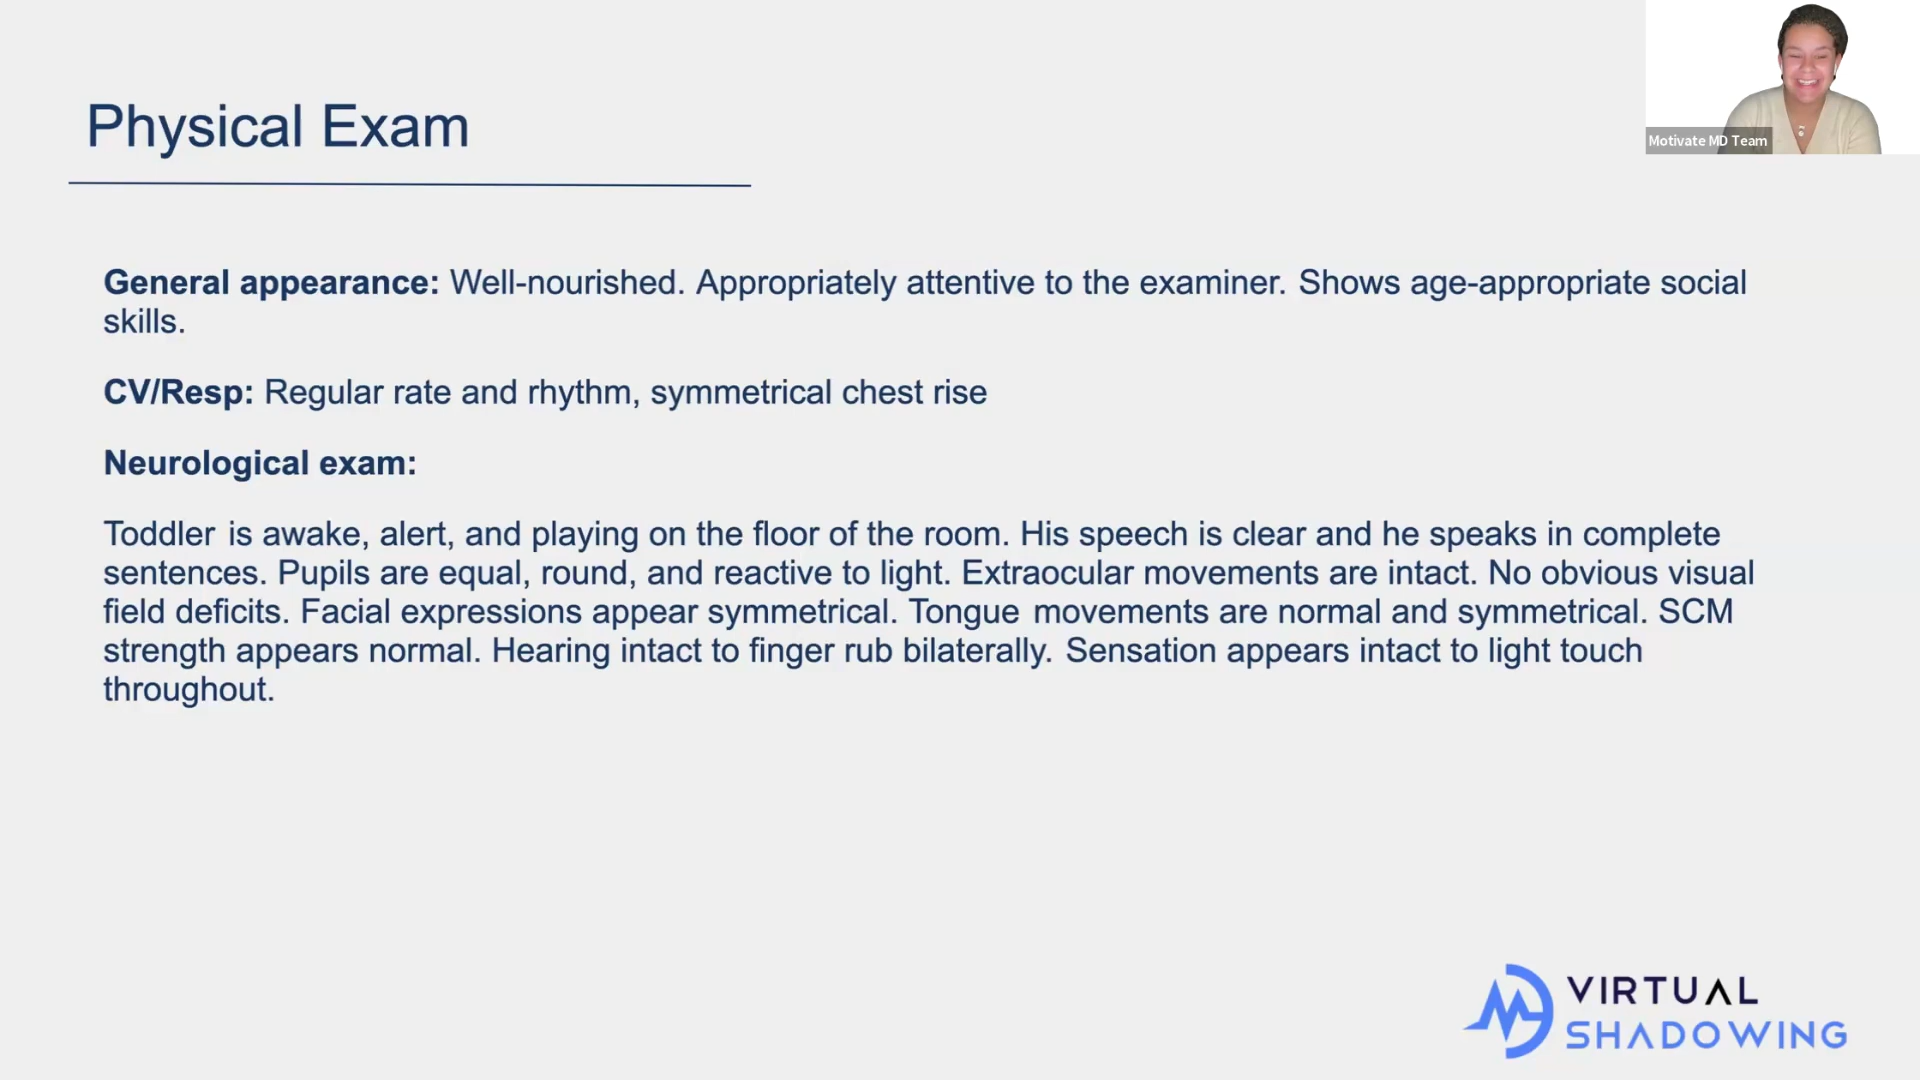 Motivate MD Team
Physical Exam
General appearance: Well-nourished. Appropriately attentive to the examiner. Shows age-appropriate social
skills.
CV/Resp: Regular rate and rhythm, symmetrical chest rise
Neurological exam:
Toddler is awake, alert, and playing on the floor of the room. His speech is clear and he speaks in complete
sentences. Pupils are equal, round, and reactive to light. Extraocular movements are intact. No obvious visual
field deficits. Facial expressions appear symmetrical. Tongue movements are normal and symmetrical. SCM
strength appears normal. Hearing intact to finger rub bilaterally. Sensation appears intact to light touch
throughout.
VIRTUAL
SHADOWING